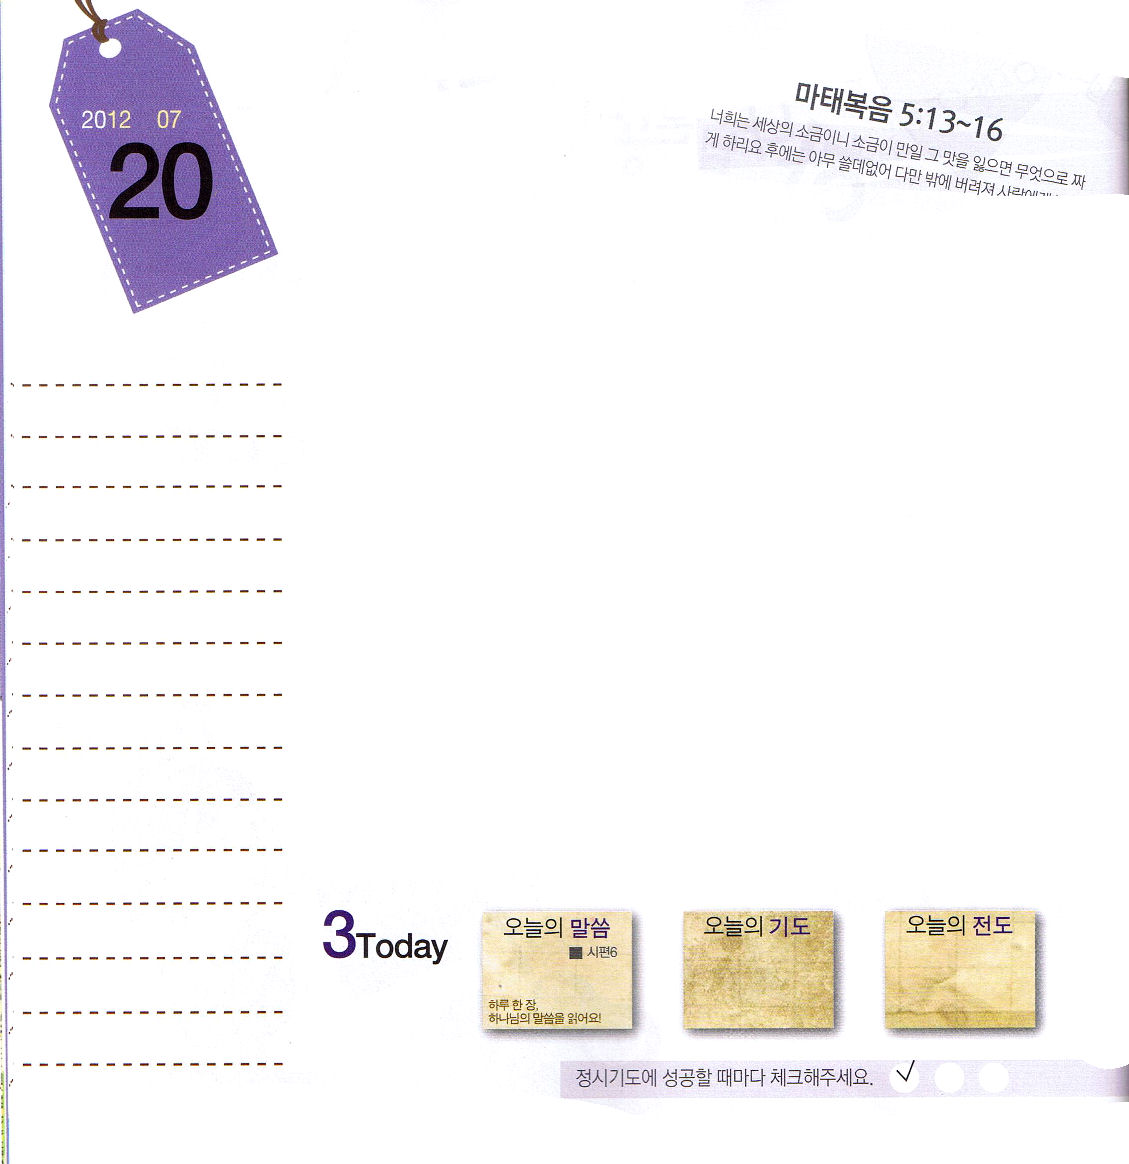 2012 07
20
마태복음 5:13~16
너희는 세상의 소금이니 소금이 만일 그 맛을 잃으면 무엇으로 짜
게 하리요 후에는 아무 쓸데없어 다만 밖에 버려져
3Today
오늘의 말씀
시편6
하루 한 장,
하나님의 말씀을 읽어요!
오늘의 기도
오늘의 전도
정시기도에 성공할 때마다 체크해주세요.